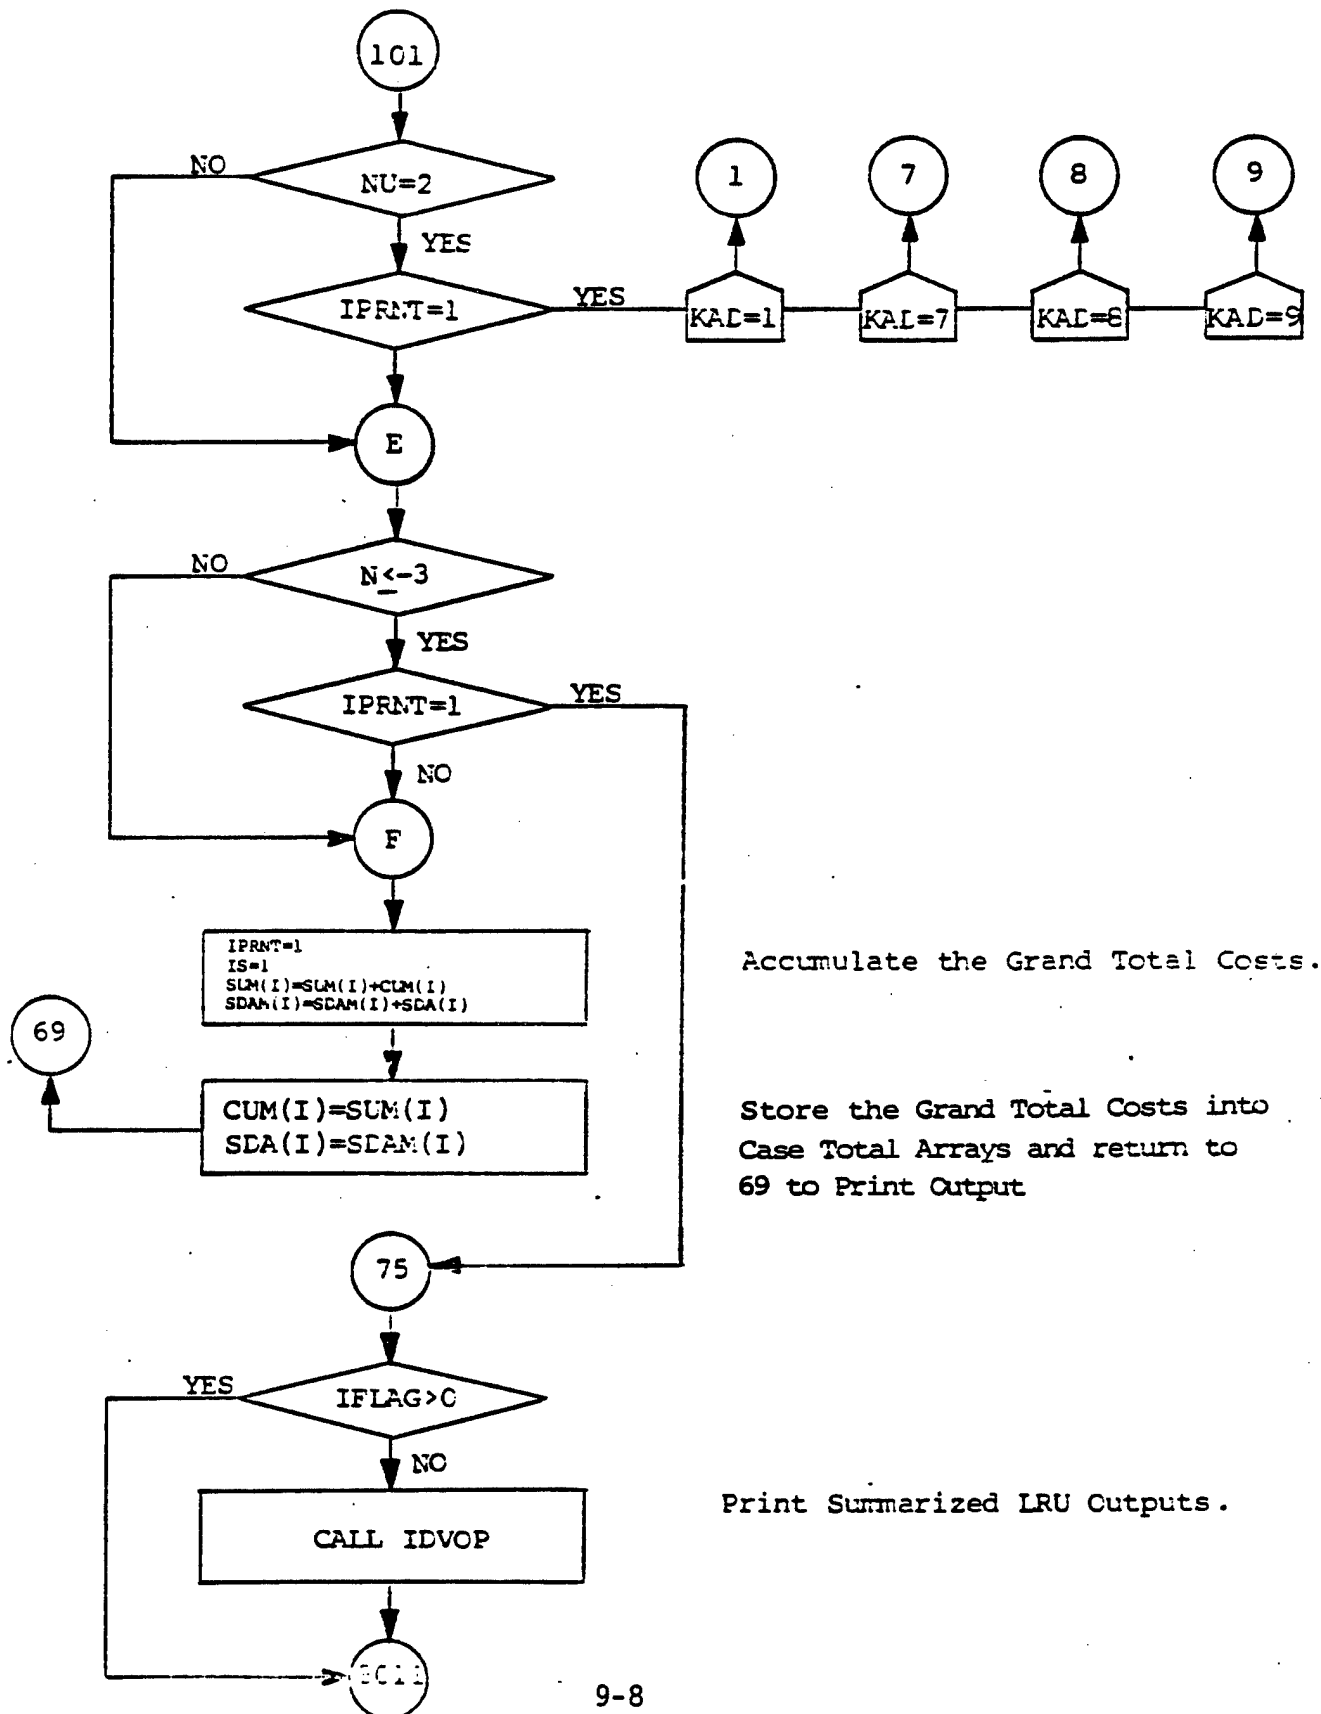 101
NO
NU=2
1
7
8
9
YES
IPRNT=1
YES
KAD=1
KAD=7
KAD=8
KAD=9
E
NO
N<-3
YES
IPRNT=1
YES
NO
F
IPRNT=1
IS=1
SUM(I)=SUM(I)+CUM(I)
SDAM(I)=SDAM(I)+SDA(I)
Accumulate the Grand Total Costs.
69
CUM(I)=SUM(I)
SDA(I)=SDAM(I)
Store the Grand Total Costs into
Case Total Arrays and return to
69 to Print Output
75
YES
IFLAG>0
NO
CALL IDVOP
Print Summarized LRU Outputs.
9-8